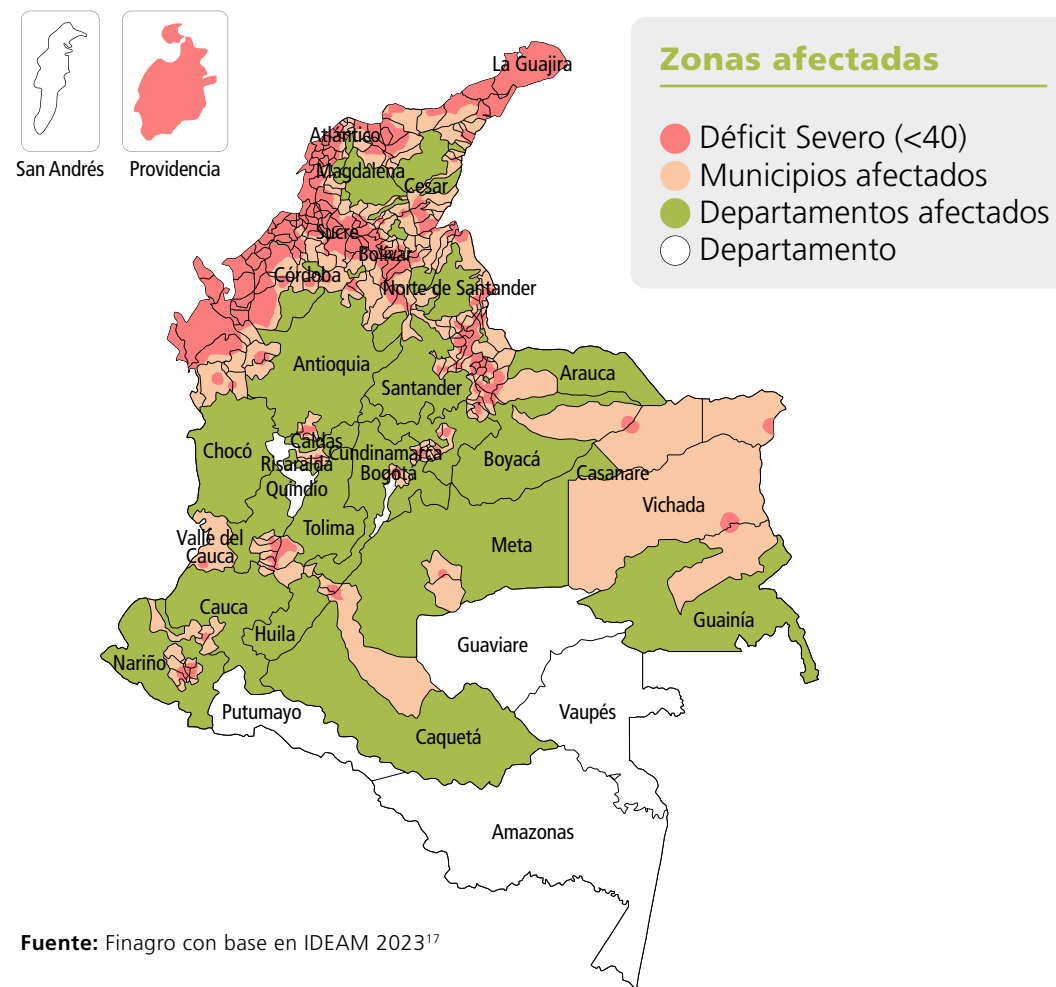 San Andrés
Providencia
Zonas afectadas
Déficit Severo (<40)
Municipios afectados
Departamentos afectados
Departamento
La Guajira
Atlántico
Magdalena
Cesar
Sucre
Bolívar
Córdoba
Norte de Santander
Antioquia
Santander
Arauca
Chocó
Caldas
Cundinamarca
Risaralda
Bogotá
Boyacá
Casanare
Quindío
Vichada
Tolima
Valle del
Cauca
Meta
Cauca
Huila
Guainía
Guaviare
Nariño
Putumayo
Vaupés
Caquetá
Amazonas
Fuente: Finagro con base en IDEAM 2023¹⁷